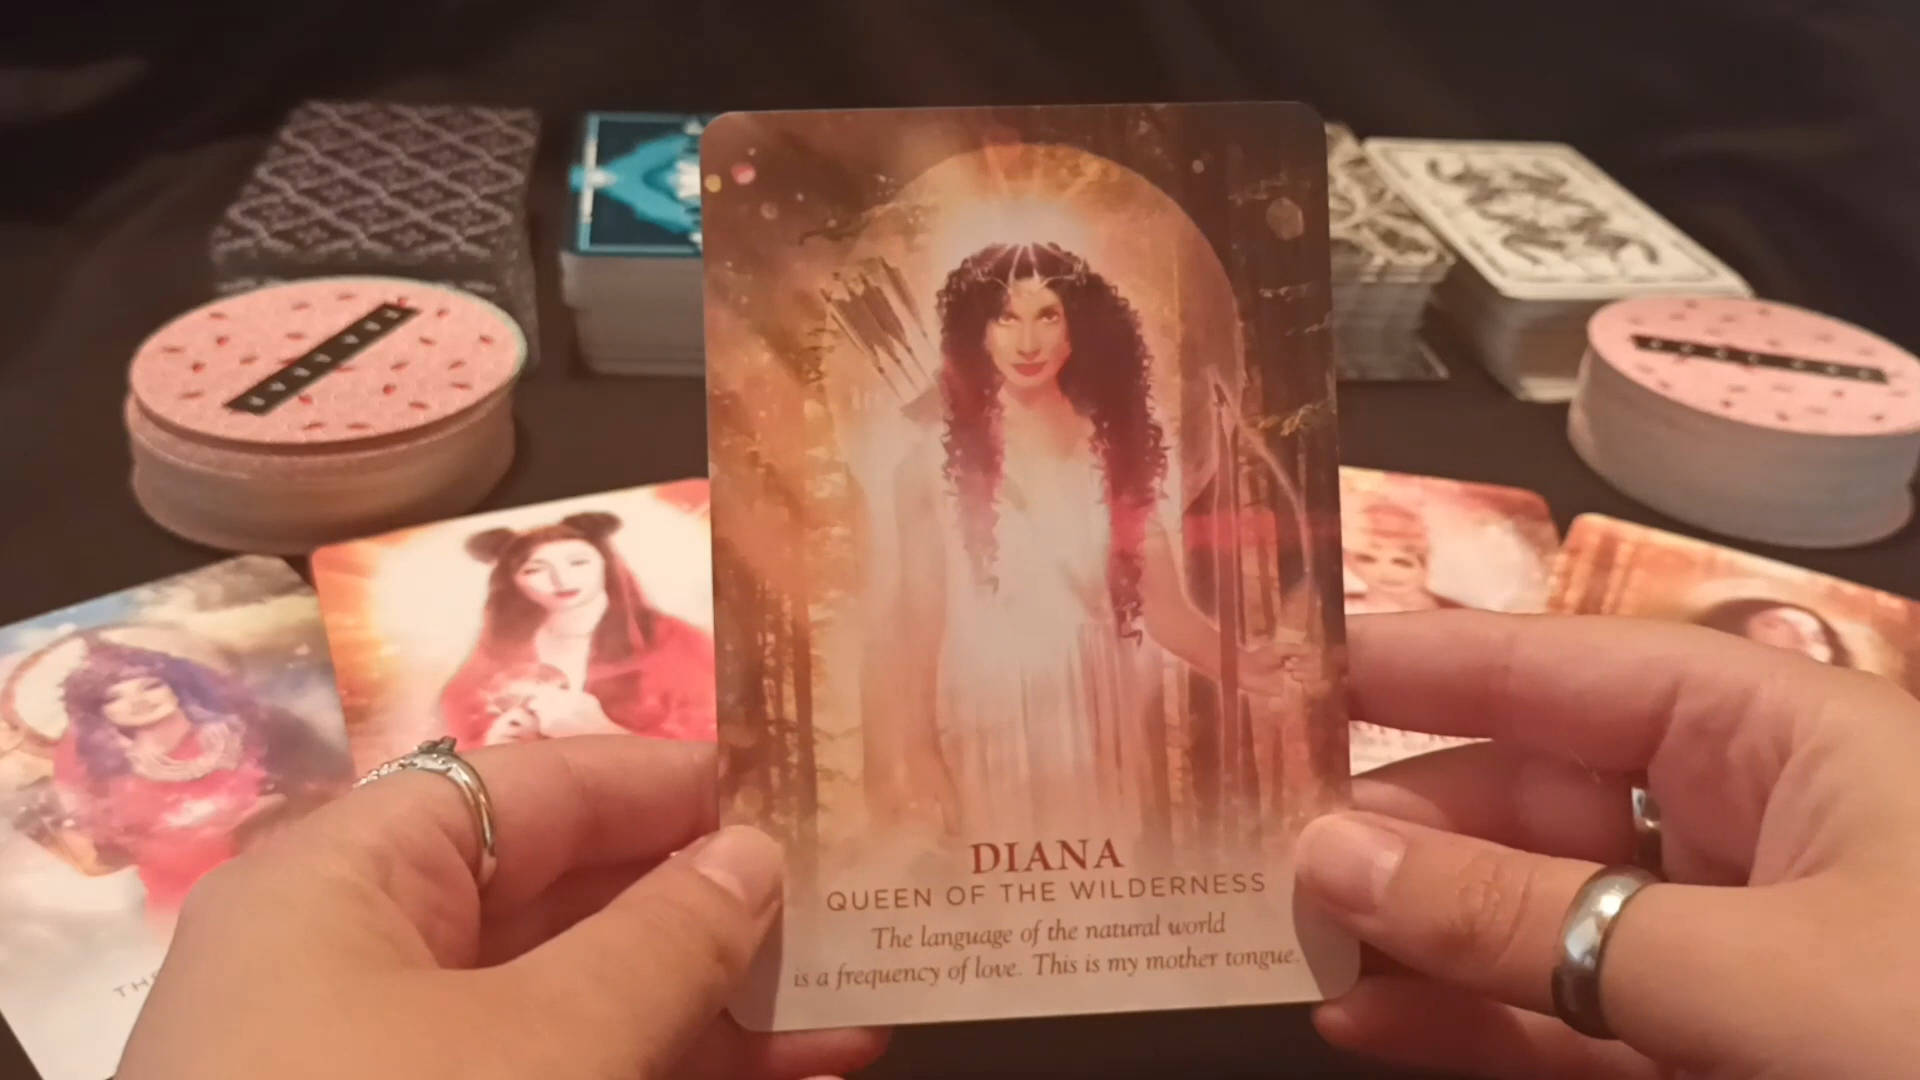 DIANA
QUEEN OF THE WILDERNESS
The language of the natural world
is a frequency of love. This is my mother tongue.
TH